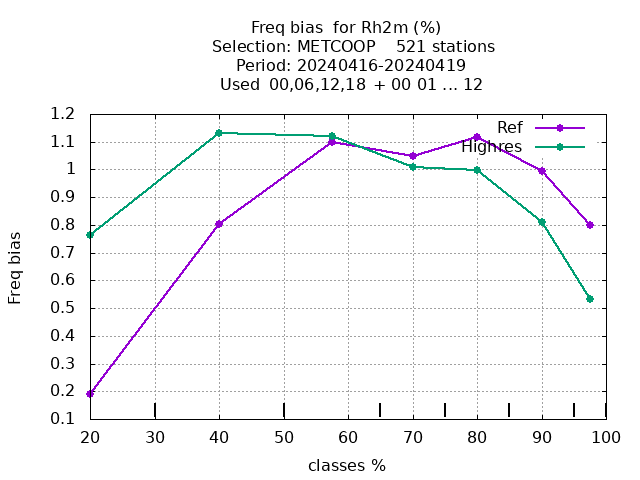 Freq bias  for Rh2m (%)
Selection: METCOOP    521 stations
Period: 20240416-20240419
Used  00,06,12,18  + 00 01 ... 12
Ref
Highres
1.2
1.1
1
0.9
0.8
0.7
0.6
0.5
0.4
0.3
0.2
0.1
Freq bias
20 30 40 50 60 70 80 90 100
classes %